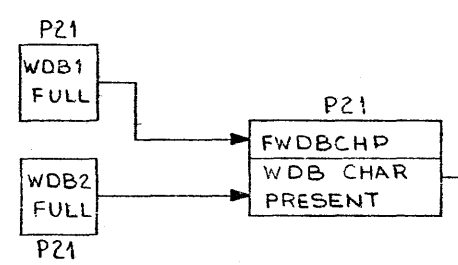 P21
WDB1
FULL
P21
FWDBCHP
WDB CHAR
PRESENT
WDB2
FULL
P21